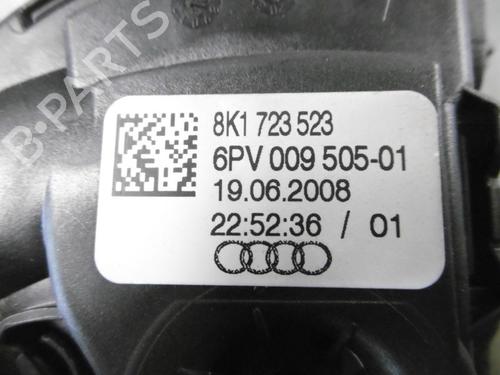 B-PARTS
8K1 723 523
6PV 009 505-01
19.06.2008
22:52:36 / 01